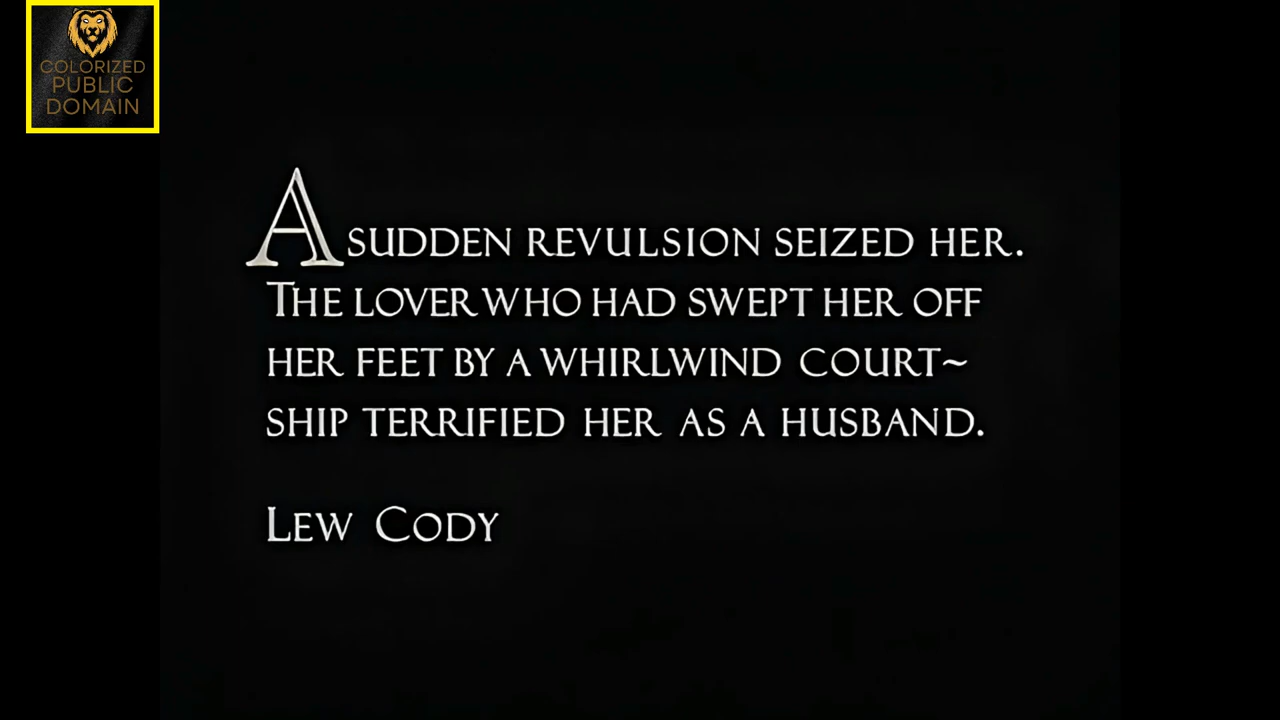 COLORIZED
PUBLIC
DOMAIN
A SUDDEN REVULSION SEIZED HER.
THE LOVER WHO HAD SWEPT HER OFF
HER FEET BY A WHIRLWIND COURT~
SHIP TERRIFIED HER AS A HUSBAND.
LEW CODY